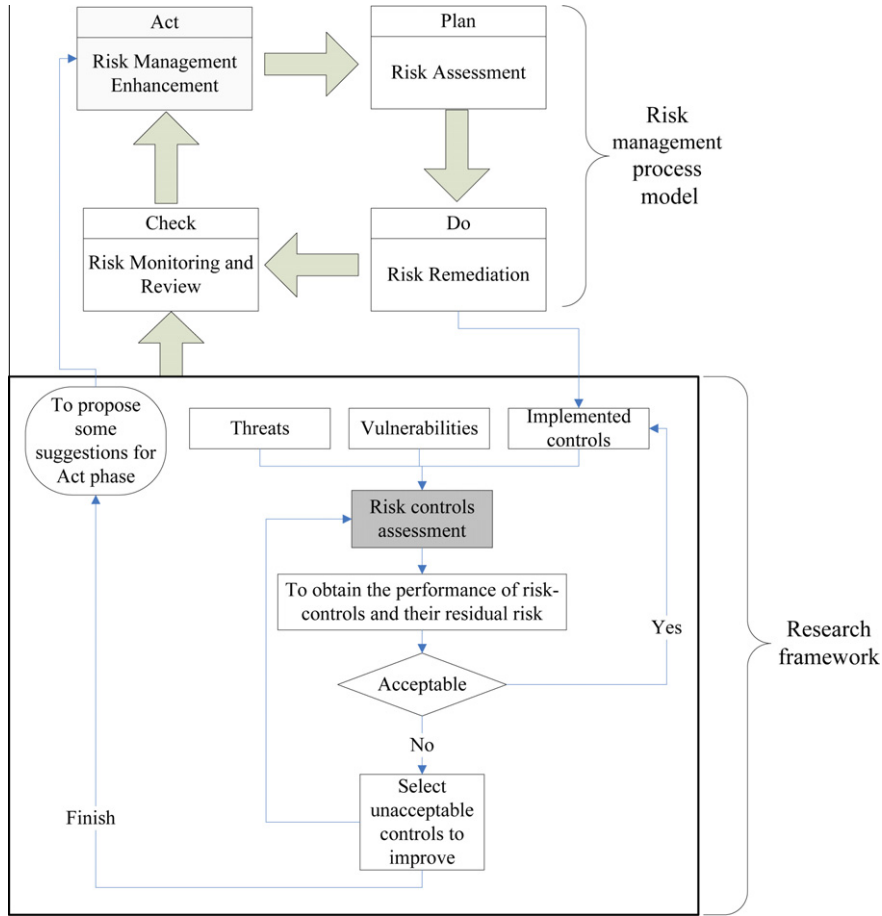 Act
Risk Management
Enhancement
Plan
Risk Assessment
Risk
management
process
model
Check
Risk Monitoring and
Review
Do
Risk Remediation
To propose
some
suggestions for
Act phase
Threats
Vulnerabilities
Implemented
controls
Risk controls
assessment
To obtain the performance of risk-
controls and their residual risk
Yes
Research
framework
Acceptable
No
Select
unacceptable
controls to
improve
Finish